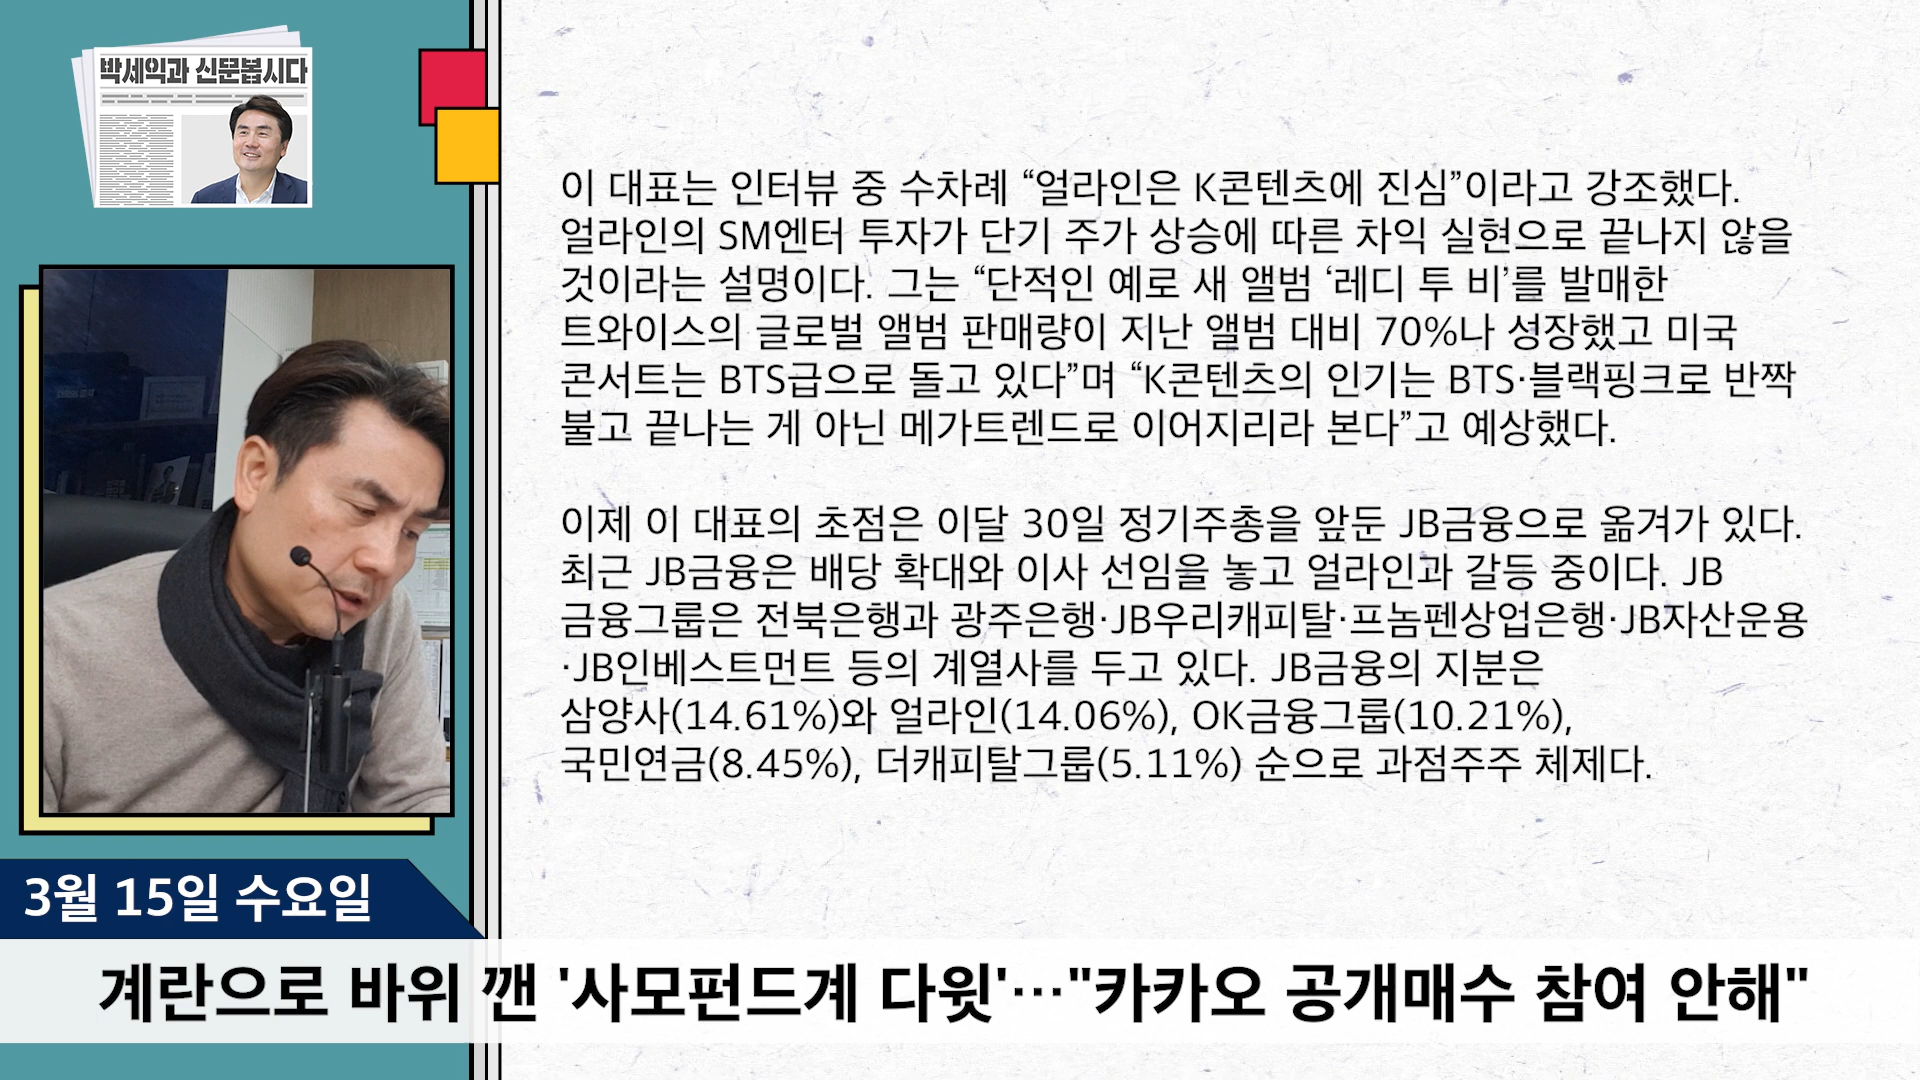 박세익과 신문봅시다
이 대표는 인터뷰 중 수차례 “얼라인은 K콘텐츠에 진심”이라고 강조했다.
얼라인의 SM엔터 투자가 단기 주가 상승에 따른 차익 실현으로 끝나지 않을
것이라는 설명이다. 그는 “단적인 예로 새 앨범 ‘레디 투 비’를 발매한
트와이스의 글로벌 앨범 판매량이 지난 앨범 대비 70%나 성장했고 미국
콘서트는 BTS급으로 돌고 있다”며 “K콘텐츠의 인기는 BTS·블랙핑크로 반짝
불고 끝나는 게 아닌 메가트렌드로 이어지리라 본다”고 예상했다.
이제 이 대표의 초점은 이달 30일 정기주총을 앞둔 JB금융으로 옮겨가 있다.
최근 JB금융은 배당 확대와 이사 선임을 놓고 얼라인과 갈등 중이다. JB
금융그룹은 전북은행과 광주은행·JB우리캐피탈·프놈펜상업은행·JB자산운용
·JB인베스트먼트 등의 계열사를 두고 있다. JB금융의 지분은
삼양사(14.61%)와 얼라인(14.06%), OK금융그룹(10.21%),
국민연금(8.45%), 더캐피탈그룹(5.11%) 순으로 과점주주 체제다.
3월 15일 수요일
계란으로 바위 깬 '사모펀드계 다윗'…"카카오 공개매수 참여 안해"